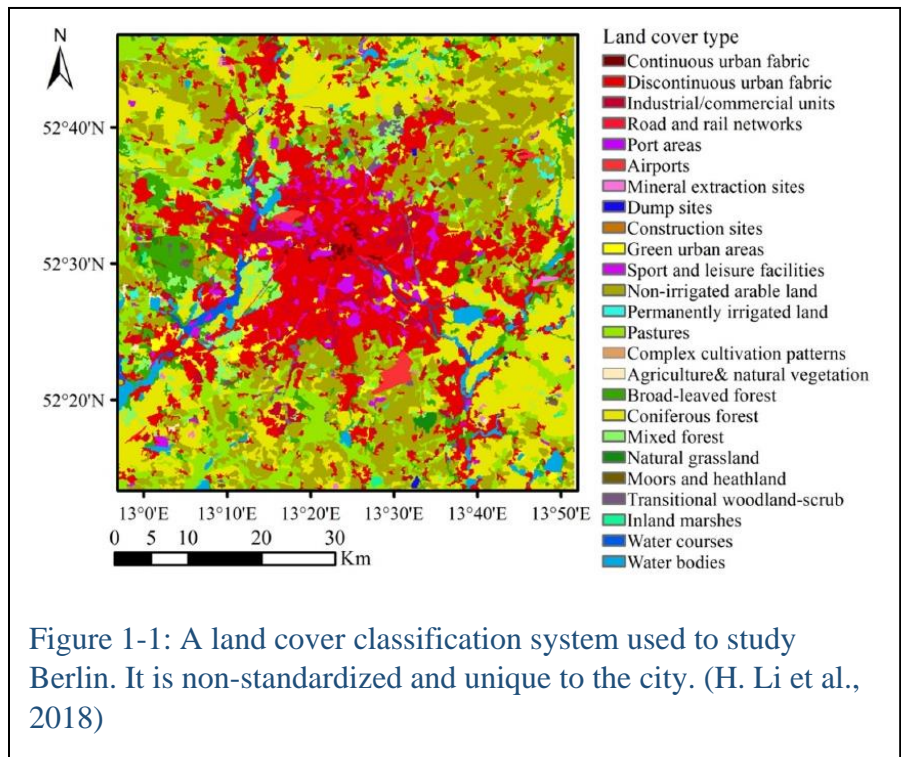 N
52°40'N
52°30'N
52°20'N
13°0'E 13°10'E 13°20'E 13°30'E 13°40'E 13°50'E
0 5 10 20 30
Km
Land cover type
Continuous urban fabric
Discontinuous urban fabric
Industrial/commercial units
Road and rail networks
Port areas
Airports
Mineral extraction sites
Dump sites
Construction sites
Green urban areas
Sport and leisure facilities
Non-irrigated arable land
Permanently irrigated land
Pastures
Complex cultivation patterns
Agriculture& natural vegetation
Broad-leaved forest
Coniferous forest
Mixed forest
Natural grassland
Moors and heathland
Transitional woodland-scrub
Inland marshes
Water courses
Water bodies
Figure 1-1: A land cover classification system used to study
Berlin. It is non-standardized and unique to the city. (H. Li et al.,
2018)